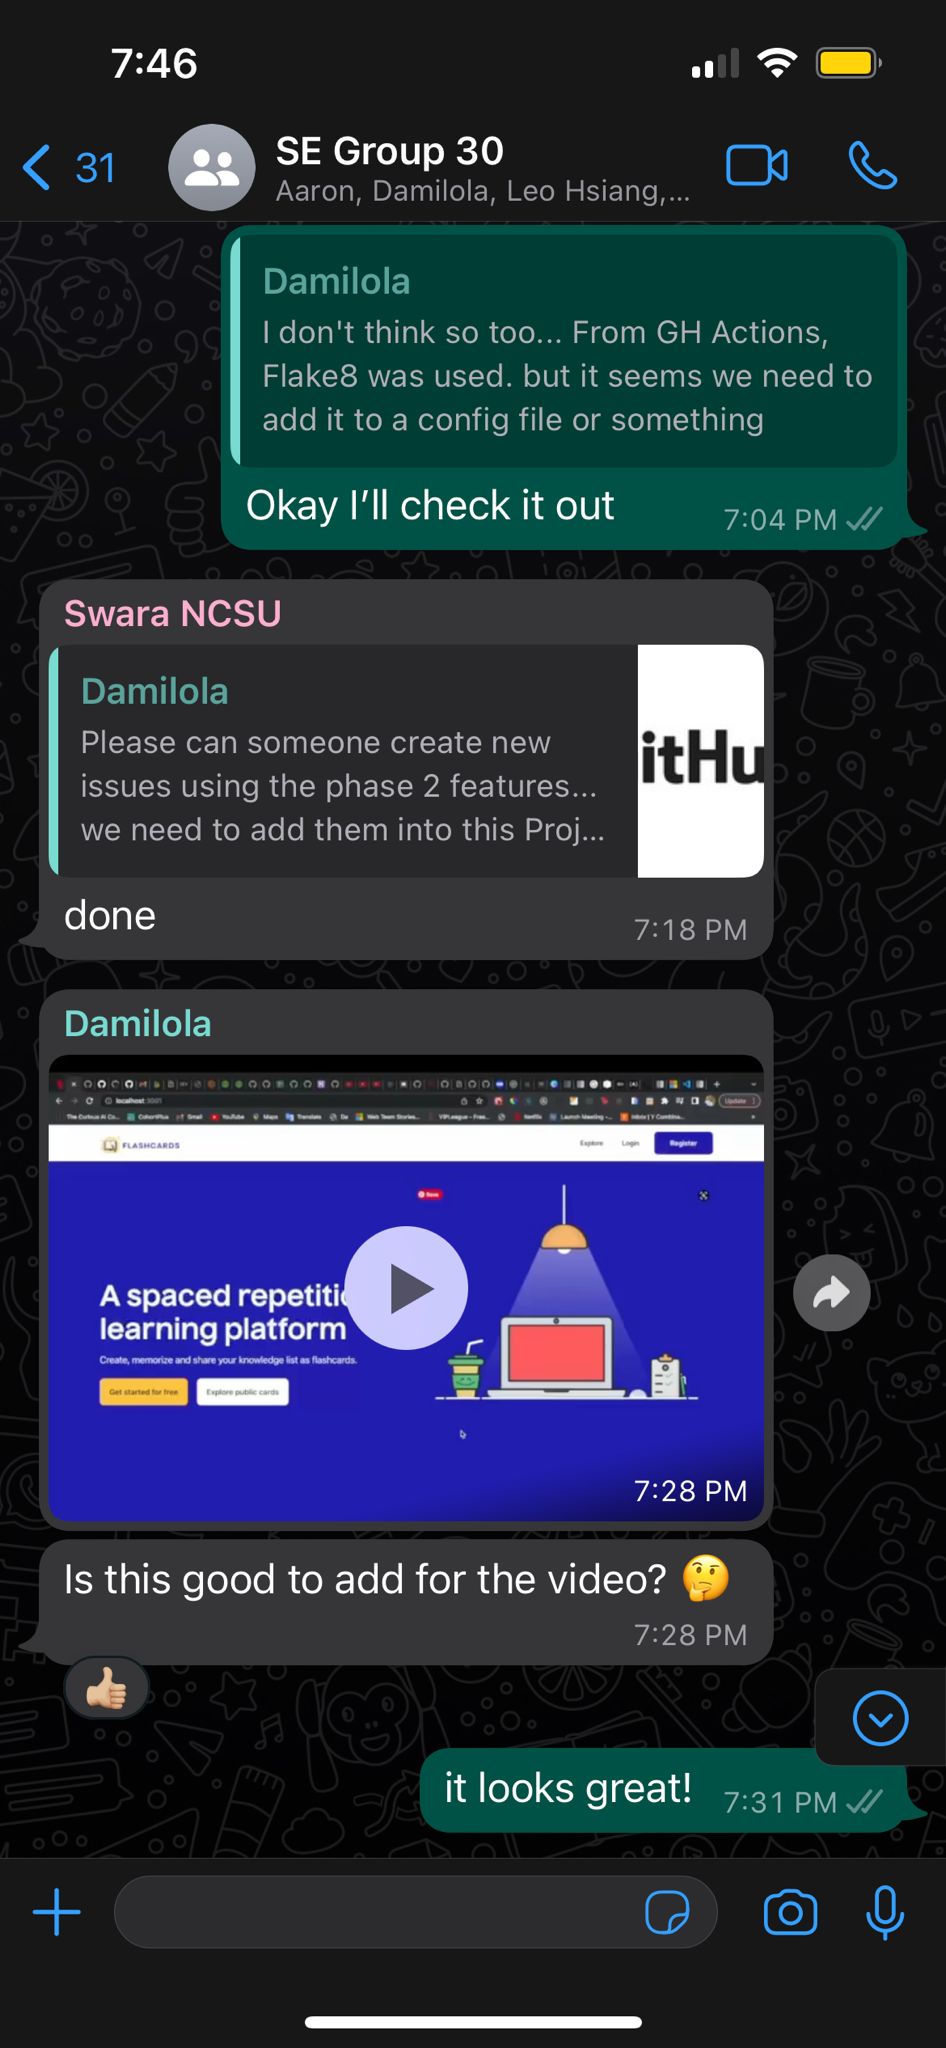 7:46
31
SE Group 30
Aaron, Damilola, Leo Hsiang,...
Damilola
I don't think so too... From GH Actions,
Flake8 was used. but it seems we need to
add it to a config file or something
Okay I’ll check it out
7:04 PM
Swara NCSU
Damilola
Please can someone create new
issues using the phase 2 features...
we need to add them into this Proj...
itHu
done
7:18 PM
Damilola
localhost:3001
Update
FLASHCARDS
Explore
Login
Register
A spaced repetitic
learning platform
Create, memorize and share your knowledge list as flashcards.
Get started for free
Explore public cards
7:28 PM
Is this good to add for the video? 🤔
7:28 PM
👍🏼
it looks great!
7:31 PM